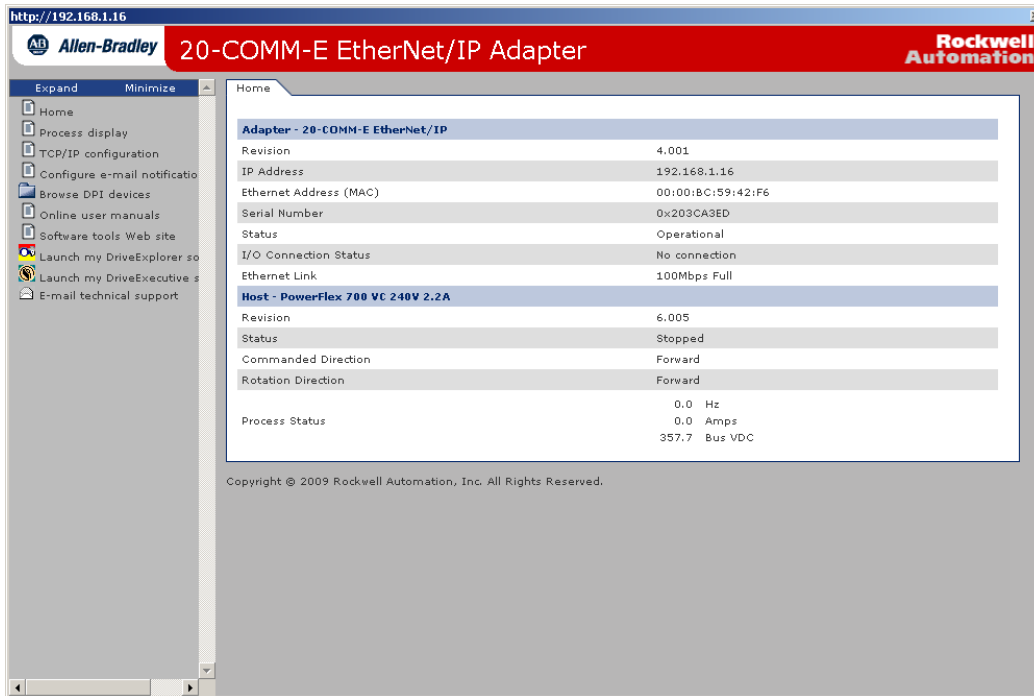 http://192.168.1.16
AB Allen-Bradley 20-COMM-E EtherNet/IP Adapter Rockwell Automation
Expand Minimize
Home
Process display
TCP/IP configuration
Configure e-mail notificatio
Browse DPI devices
Online user manuals
Software tools Web site
Launch my DriveExplorer so
Launch my DriveExecutive s
E-mail technical support
Home
Adapter - 20-COMM-E EtherNet/IP
Revision 4.001
IP Address 192.168.1.16
Ethernet Address (MAC) 00:00:BC:59:42:F6
Serial Number 0x203CA3ED
Status Operational
I/O Connection Status No connection
Ethernet Link 100Mbps Full
Host - PowerFlex 700 VC 240V 2.2A
Revision 6.005
Status Stopped
Commanded Direction Forward
Rotation Direction Forward
Process Status
0.0 Hz
0.0 Amps
357.7 Bus VDC
Copyright © 2009 Rockwell Automation, Inc. All Rights Reserved.